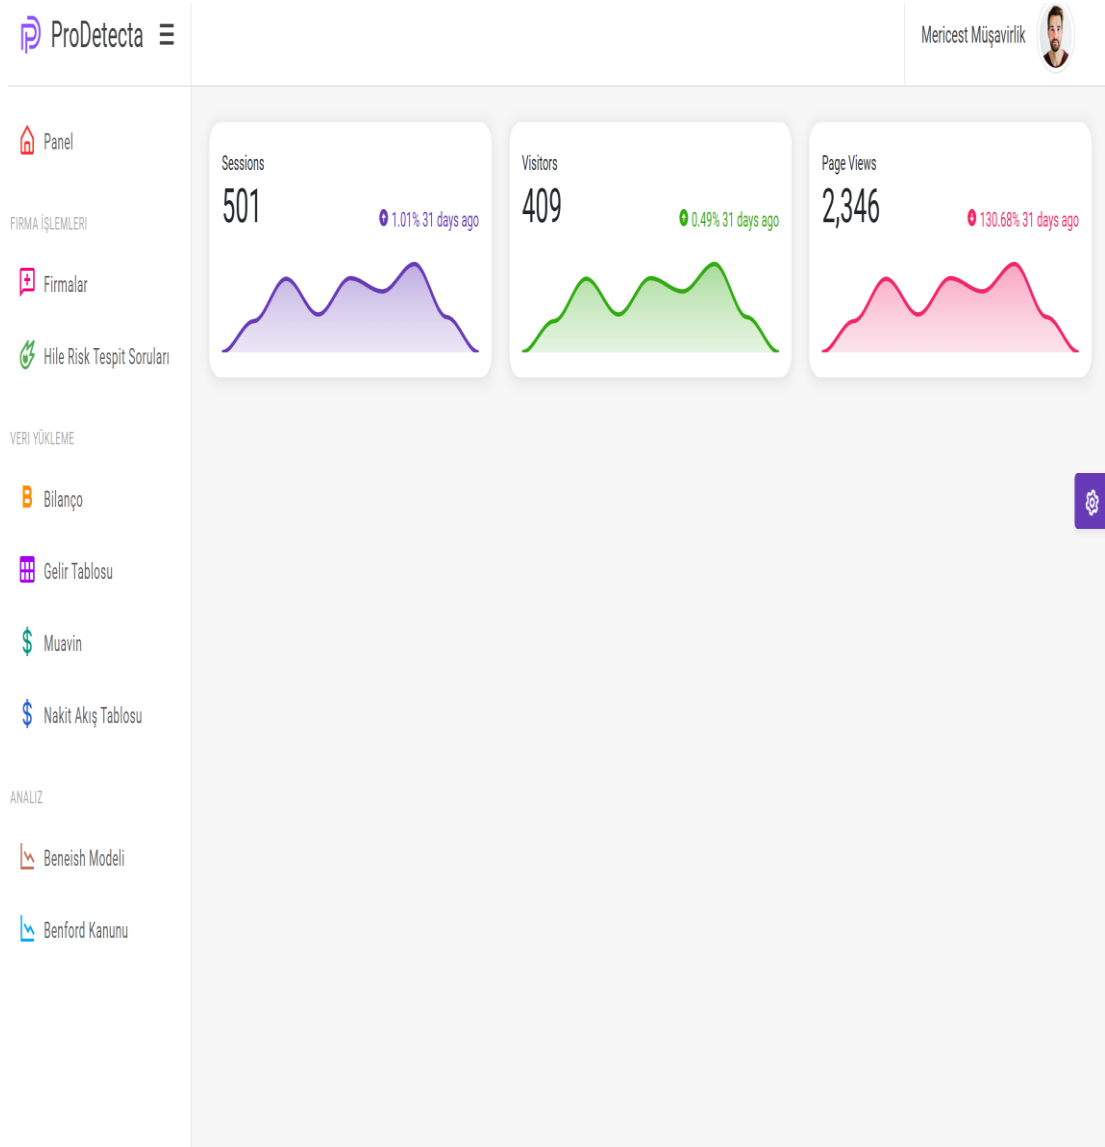 ProDetecta
Mericest Müşavirlik
Panel
FIRMA İŞLEMLERI
Firmalar
Hile Risk Tespit Soruları
VERI YÜKLEME
B Bilanço
Gelir Tablosu
$ Muavin
$ Nakit Akış Tablosu
ANALIZ
Beneish Modeli
Benford Kanunu
Sessions
501
1.01% 31 days ago
Visitors
409
0.49% 31 days ago
Page Views
2,346
130.68% 31 days ago